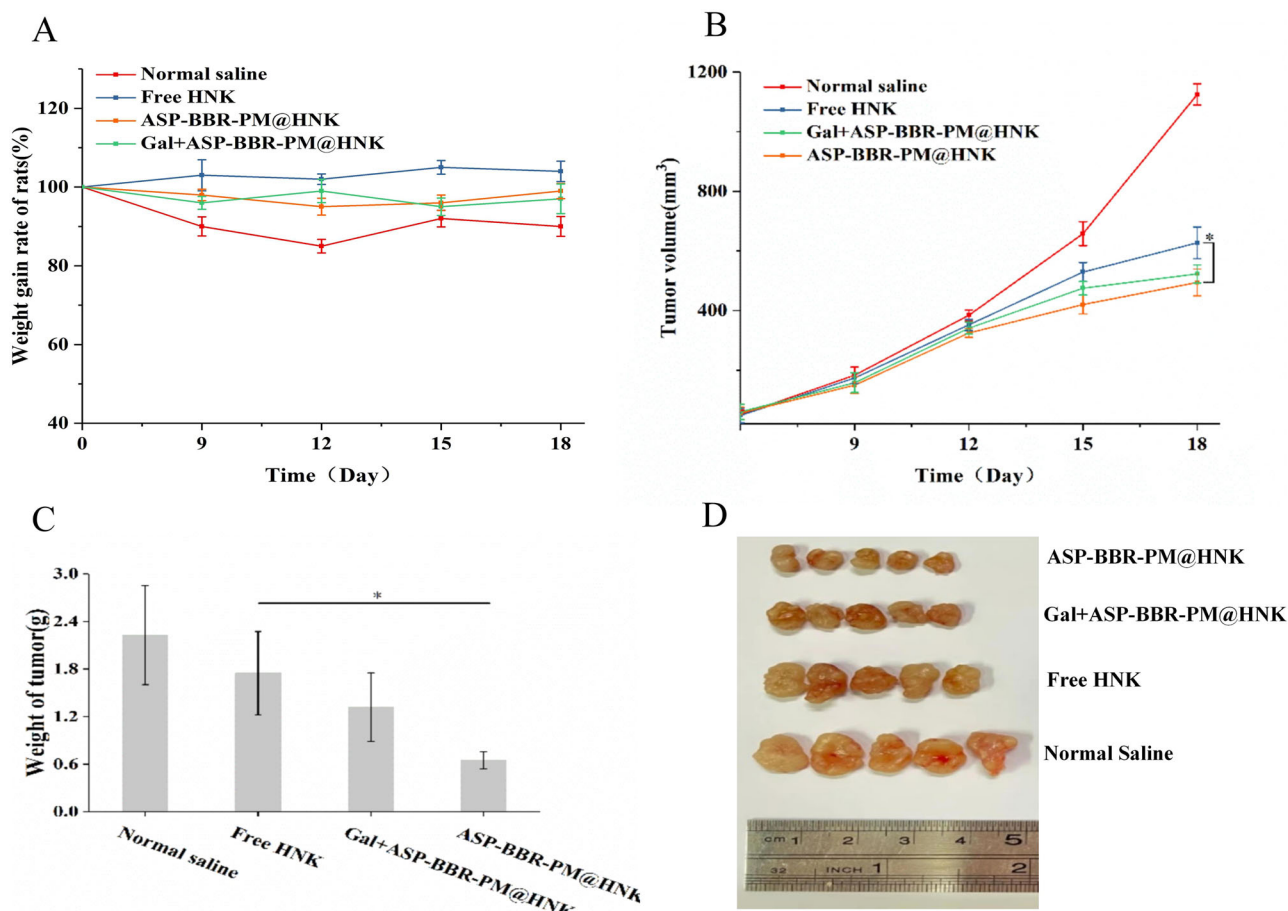 A
Normal saline
Free HNK
ASP-BBR-PM@HNK
Gal+ASP-BBR-PM@HNK
Weight gain rate of rats(%)
120
100
80
60
40
0
9
12
15
18
Time（Day）
B
Normal saline
Free HNK
Gal+ASP-BBR-PM@HNK
ASP-BBR-PM@HNK
Tumor volume(mm³)
1200
800
400
*
9
12
15
18
Time（Day）
C
Weight of tumor(g)
3.0
2.4
1.8
1.2
0.6
0.0
*
Normal saline
Free HNK
Gal+ASP-BBR-PM@HNK
ASP-BBR-PM@HNK
D
ASP-BBR-PM@HNK
Gal+ASP-BBR-PM@HNK
Free HNK
Normal Saline
cm 1 2 3 4 5
32 INCH 1 2